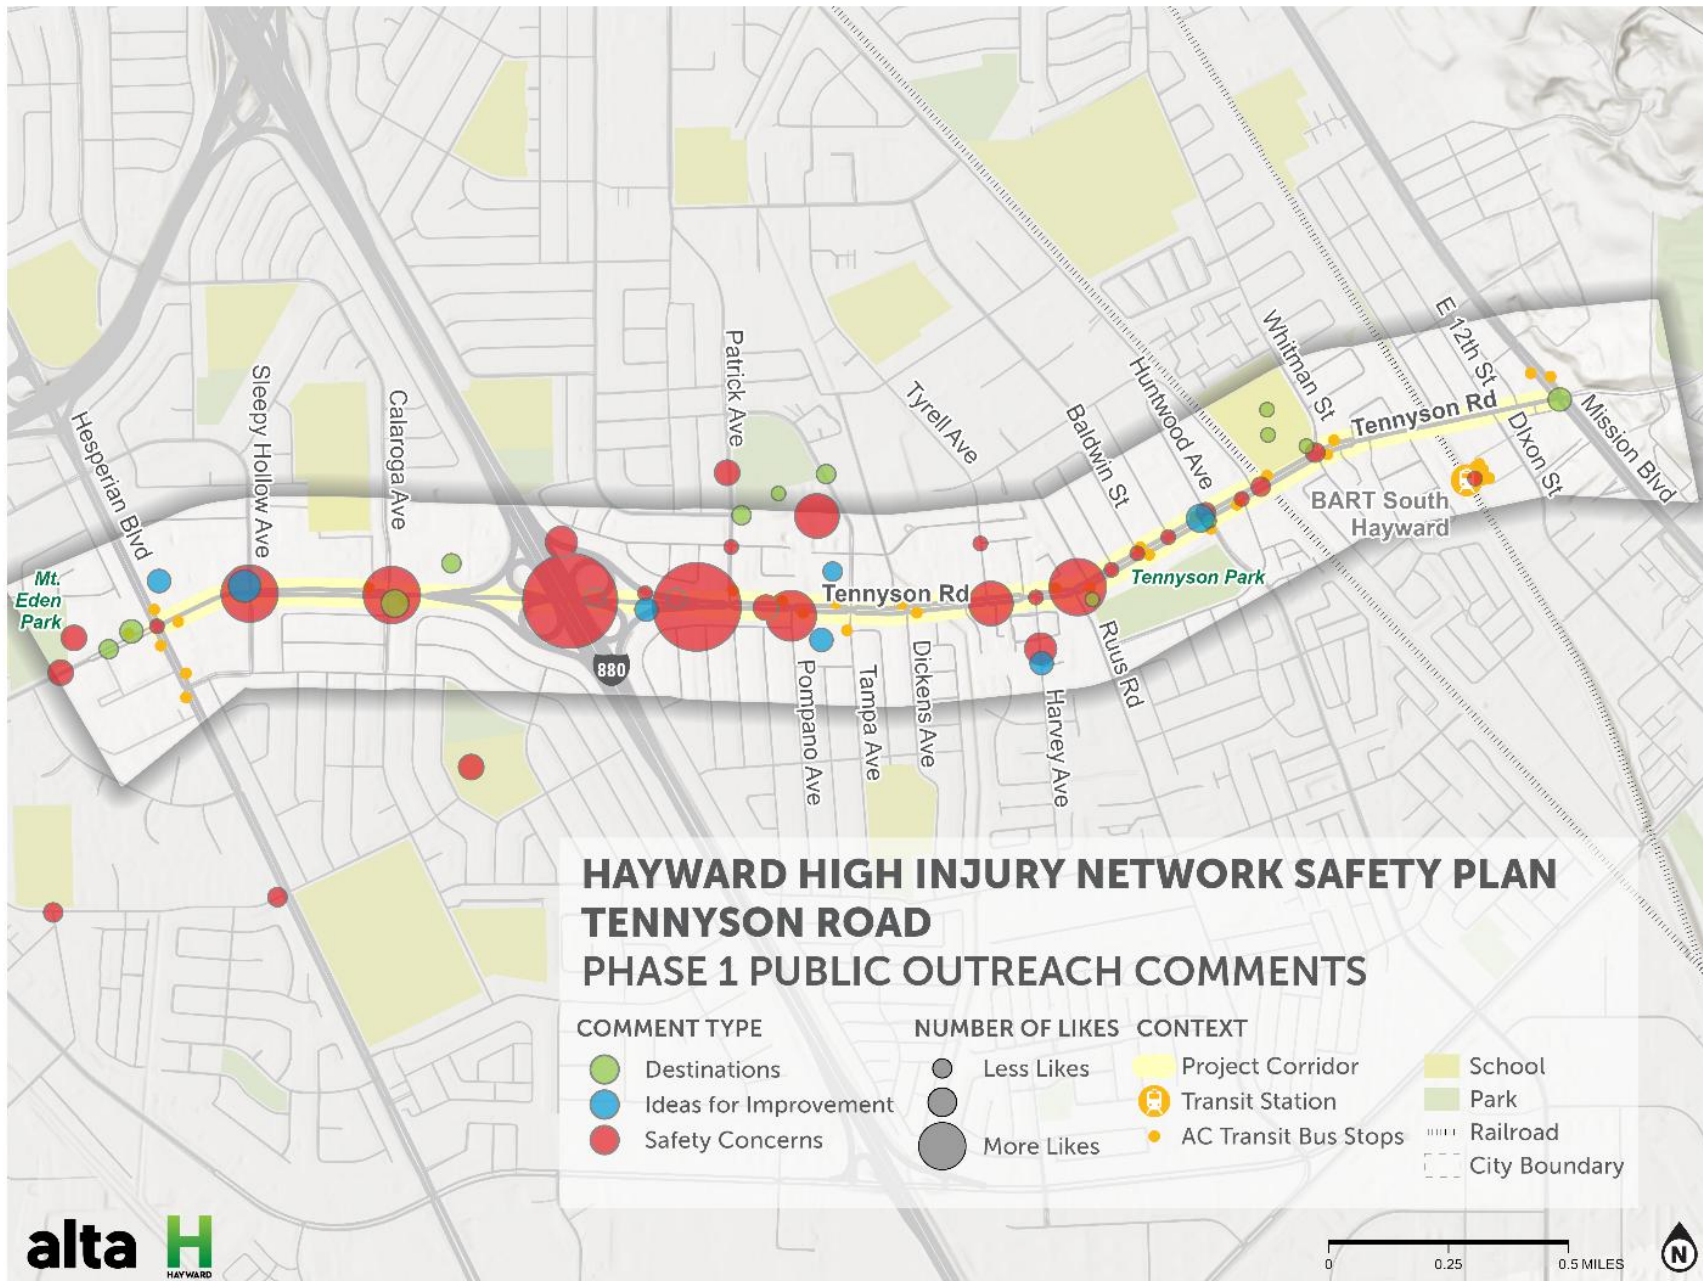 E 12th St
Whitman St
Patrick Ave
Huntwood Ave
Sleepy Hollow Ave
Tyrell Ave
Calaroga Ave
Tennyson Rd
Mission Blvd
Baldwin St
Hesperian Blvd
DIxon St
BART South
Hayward
Mt.
Eden
Park
Tennyson Park
Tennyson Rd
Ruus Rd
880
Pompano Ave
Tampa Ave
Dickens Ave
Harvey Ave
HAYWARD HIGH INJURY NETWORK SAFETY PLAN
TENNYSON ROAD
PHASE 1 PUBLIC OUTREACH COMMENTS
COMMENT TYPE
Destinations
Ideas for Improvement
Safety Concerns
NUMBER OF LIKES
Less Likes
More Likes
CONTEXT
Project Corridor
Transit Station
AC Transit Bus Stops
School
Park
Railroad
City Boundary
alta
H
HAYWARD
0
0.25
0.5 MILES
N